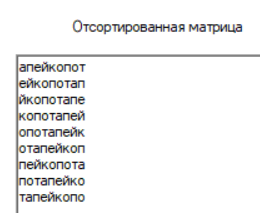 Отсортированная матрица
апейкопот
ейкопотап
йкопотапе
копотапей
опотапейк
отапейкоп
пейкопота
потапейко
тапейкопо